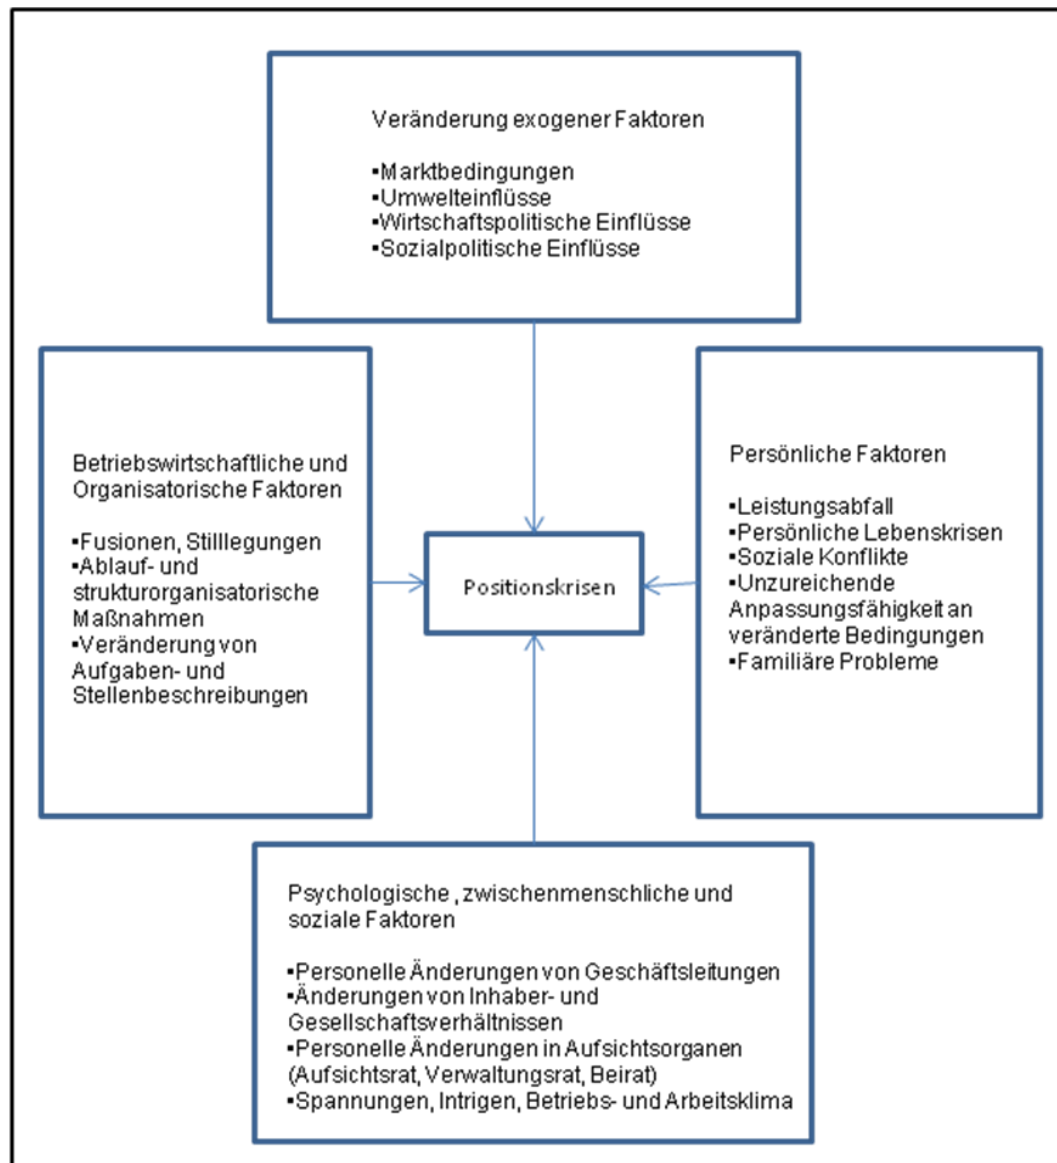 Veränderung exogener Faktoren
▪Marktbedingungen
▪Umwelteinflüsse
▪Wirtschaftspolitische Einflüsse
▪Sozialpolitische Einflüsse
Betriebswirtschaftliche und
Organisatorische Faktoren
▪Fusionen, Stilllegungen
▪Ablauf- und
strukturorganisatorische
Maßnahmen
▪Veränderung von
Aufgaben- und
Stellenbeschreibungen
Positionskrisen
Persönliche Faktoren
▪Leistungsabfall
▪Persönliche Lebenskrisen
▪Soziale Konflikte
▪Unzureichende
Anpassungsfähigkeit an
veränderte Bedingungen
▪Familiäre Probleme
Psychologische , zwischenmenschliche und
soziale Faktoren
▪Personelle Änderungen von Geschäftsleitungen
▪Änderungen von Inhaber- und
Gesellschaftsverhältnissen
▪Personelle Änderungen in Aufsichtsorganen
(Aufsichtsrat, Verwaltungsrat, Beirat)
▪Spannungen, Intrigen, Betriebs- und Arbeitsklima